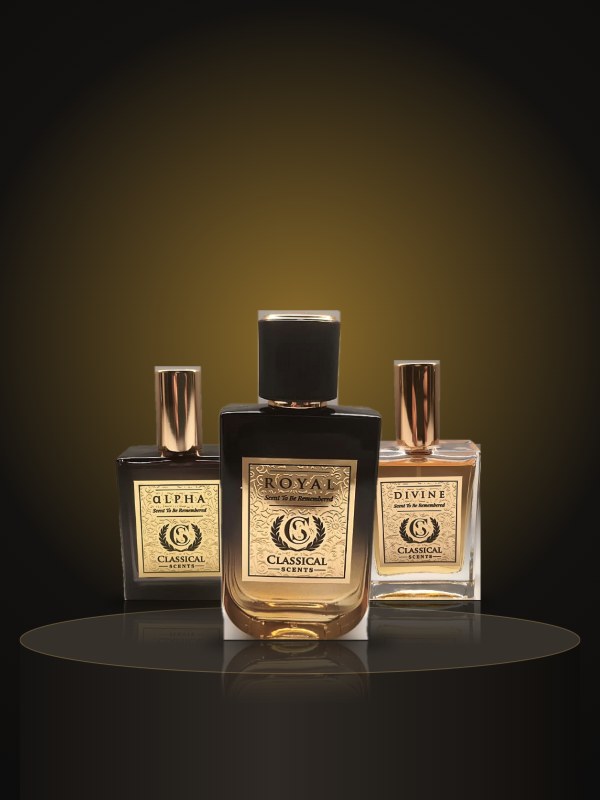 ROYAL
Scent To Be Remembered
CS
CLASSICAL
SCENTS
αLPHA
Scent To Be Remembered
CS
CLASSICAL
SCENTS
DIVINE
Scent To Be Remembered
CS
CLASSICAL
SCENTS